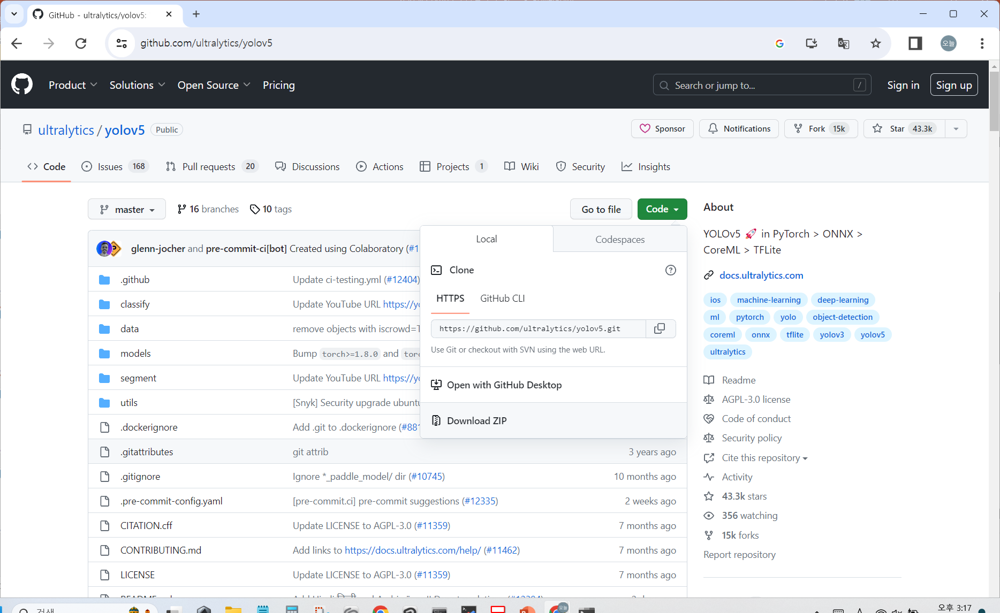 GitHub - ultralytics/yolov5:
github.com/ultralytics/yolov5
오늘
Product Solutions Open Source Pricing
Search or jump to... /
Sign in Sign up
ultralytics / yolov5 Public
Sponsor Notifications Fork 15k Star 43.3k
Code Issues 168 Pull requests 20 Discussions Actions Projects 1 Wiki Security Insights
master 16 branches 10 tags Go to file Code
glenn-jocher and pre-commit-ci[bot] Created using Colaboratory (#1
.github Update ci-testing.yml (#12404)
classify Update YouTube URL https://yo
data remove objects with iscrowd=T
models Bump torch>=1.8.0 and torc
segment Update YouTube URL https://yo
utils [Snyk] Security upgrade ubuntu
.dockerignore Add .git to .dockerignore (#881
.gitattributes git attrib 3 years ago
.gitignore Ignore *_paddle_model/ dir (#10745) 10 months ago
.pre-commit-config.yaml [pre-commit.ci] pre-commit suggestions (#12335) 2 weeks ago
CITATION.cff Update LICENSE to AGPL-3.0 (#11359) 7 months ago
CONTRIBUTING.md Add links to https://docs.ultralytics.com/help/ (#11462) 7 months ago
LICENSE Update LICENSE to AGPL-3.0 (#11359) 7 months ago
Local Codespaces
Clone
HTTPS GitHub CLI
https://github.com/ultralytics/yolov5.git
Use Git or checkout with SVN using the web URL.
Open with GitHub Desktop
Download ZIP
About
YOLOv5 🚀 in PyTorch > ONNX >
CoreML > TFLite
docs.ultralytics.com
ios machine-learning deep-learning
ml pytorch yolo object-detection
coreml onnx tflite yolov3 yolov5
ultralytics
Readme
AGPL-3.0 license
Code of conduct
Security policy
Cite this repository
Activity
43.3k stars
356 watching
15k forks
Report repository
검색
오후 3:17